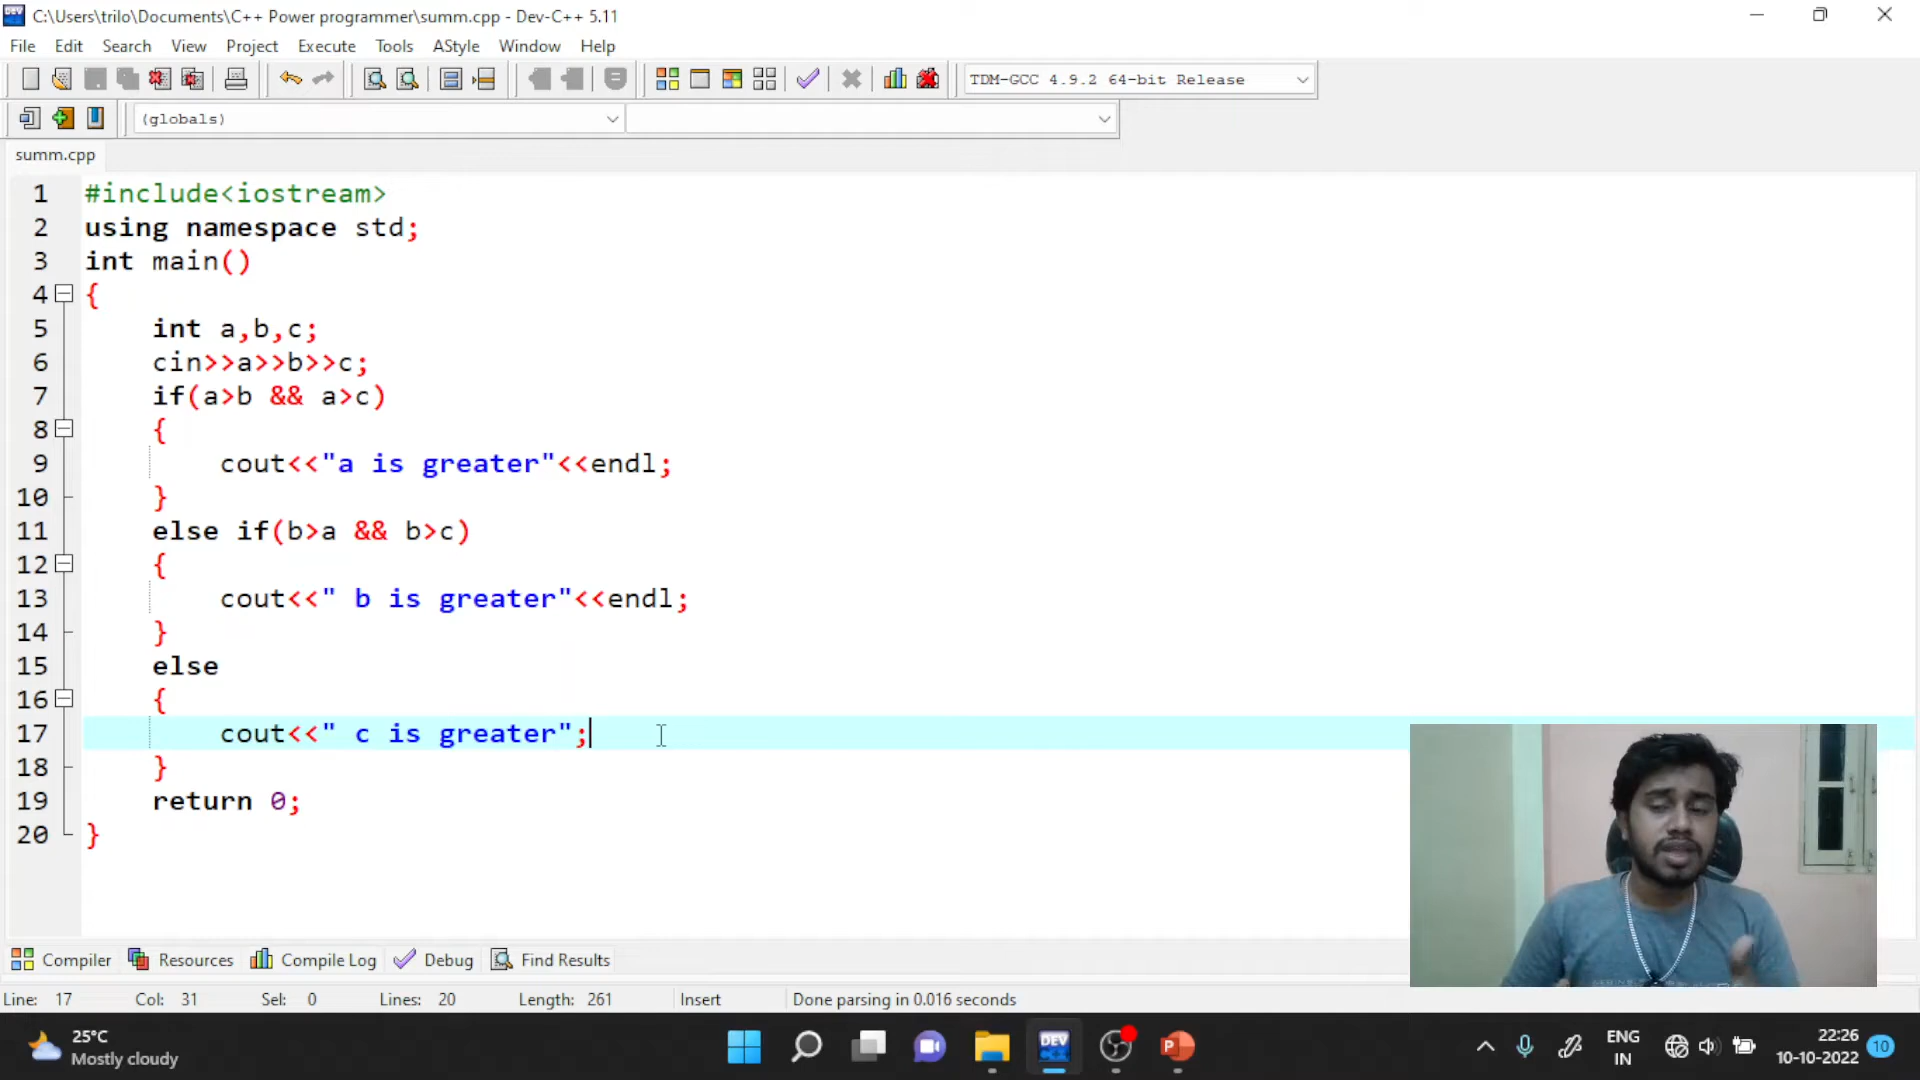 C:\Users\trilo\Documents\C++ Power programmer\summ.cpp - Dev-C++ 5.11
File Edit Search View Project Execute Tools AStyle Window Help
TDM-GCC 4.9.2 64-bit Release
(globals)
summ.cpp
1 #include<iostream>
2 using namespace std;
3 int main()
4 {
5 int a,b,c;
6 cin>>a>>b>>c;
7 if(a>b && a>c)
8 {
9 cout<<"a is greater"<<endl;
10 }
11 else if(b>a && b>c)
12 {
13 cout<<" b is greater"<<endl;
14 }
15 else
16 {
17 cout<<" c is greater";
18 }
19 return 0;
20 }
Compiler Resources Compile Log Debug Find Results
Line: 17 Col: 31 Sel: 0 Lines: 20 Length: 261 Insert Done parsing in 0.016 seconds
25°C
Mostly cloudy
DEV
C++
P
ENG
IN
22:26
10-10-2022
10